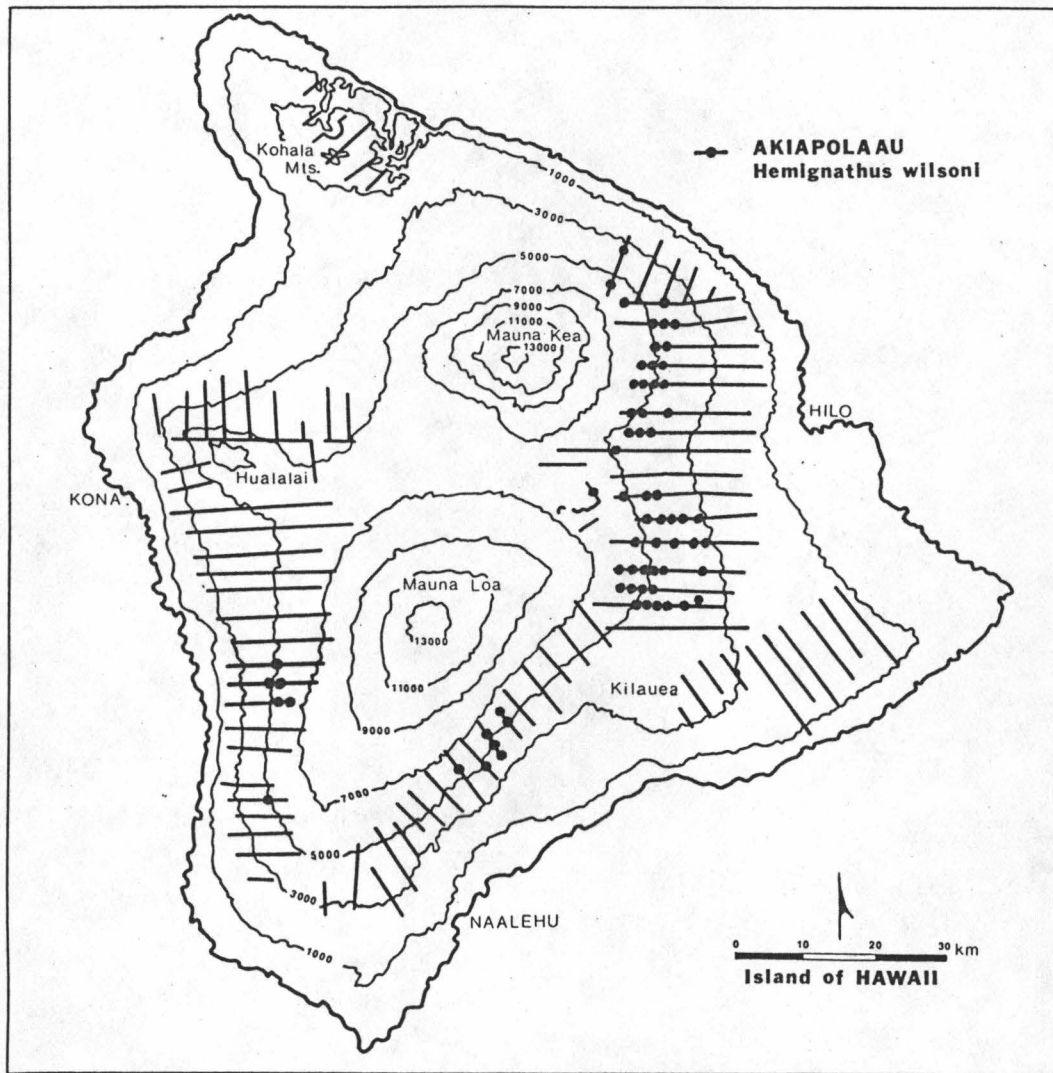 Kohala
Mts.
AKIAPOLAAU
Hemignathus wilsoni
1000
3000
5000
7000
9000
11000
Mauna Kea
13000
HILO
Hualalai
KONA
Mauna Loa
13000
Kilauea
11000
9000
7000
5000
3000
NAALEHU
1000
0 10 20 30 km
Island of HAWAII